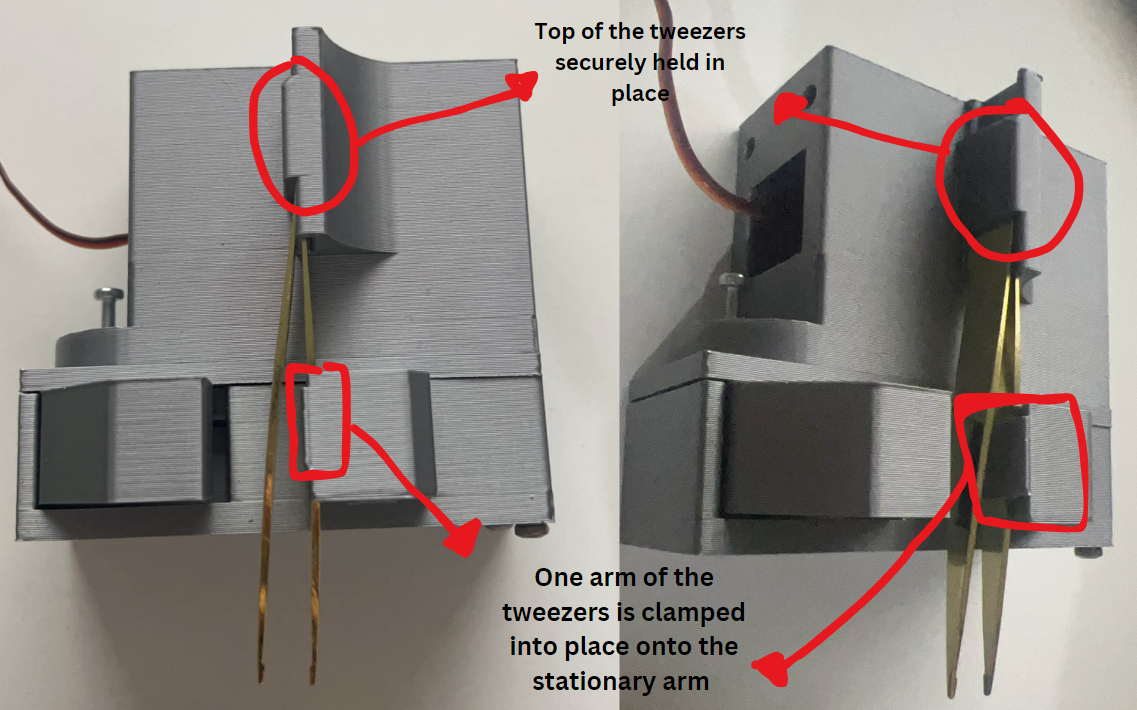 Top of the tweezers
securely held in
place
One arm of the
tweezers is clamped
into place onto the
stationary arm